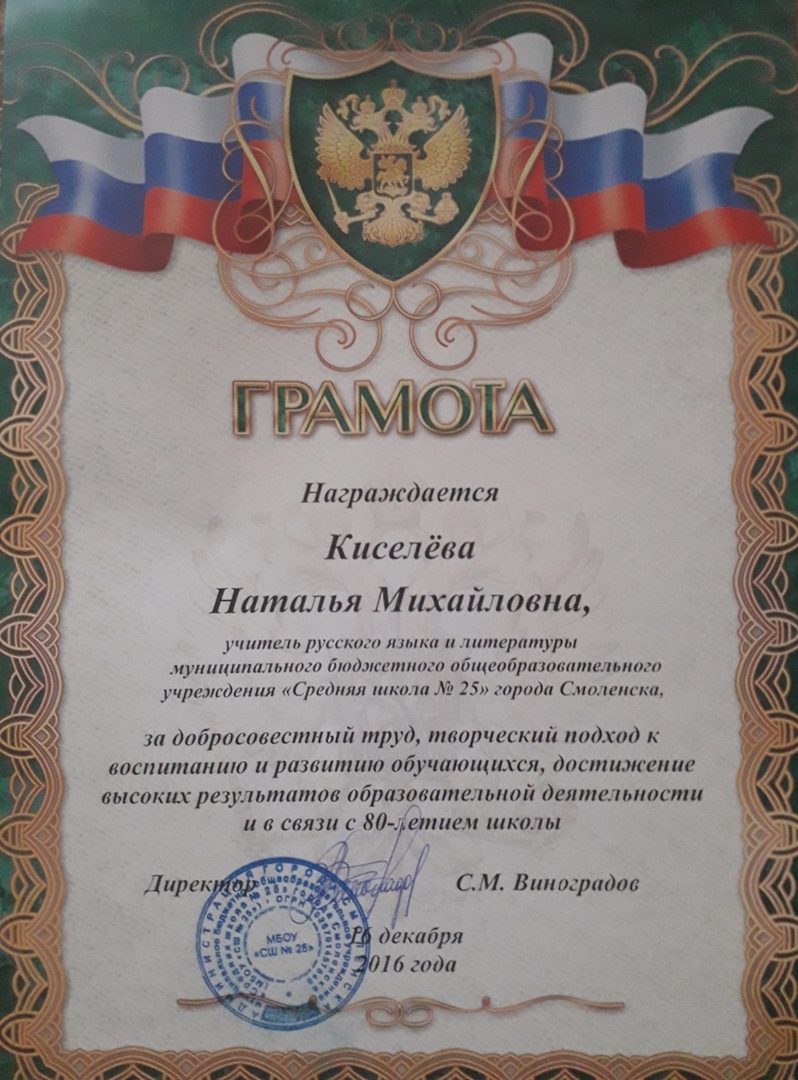 ГРАМОТА
Награждается
Киселёва
Наталья Михайловна,
учитель русского языка и литературы
муниципального бюджетного общеобразовательного
учреждения «Средняя школа № 25» города Смоленска,
за добросовестный труд, творческий подход к
воспитанию и развитию обучающихся, достижение
высоких результатов образовательной деятельности
и в связи с 80-летием школы
Директор С.М. Виноградов
16 декабря
2016 года
МБОУ
«СШ № 25»